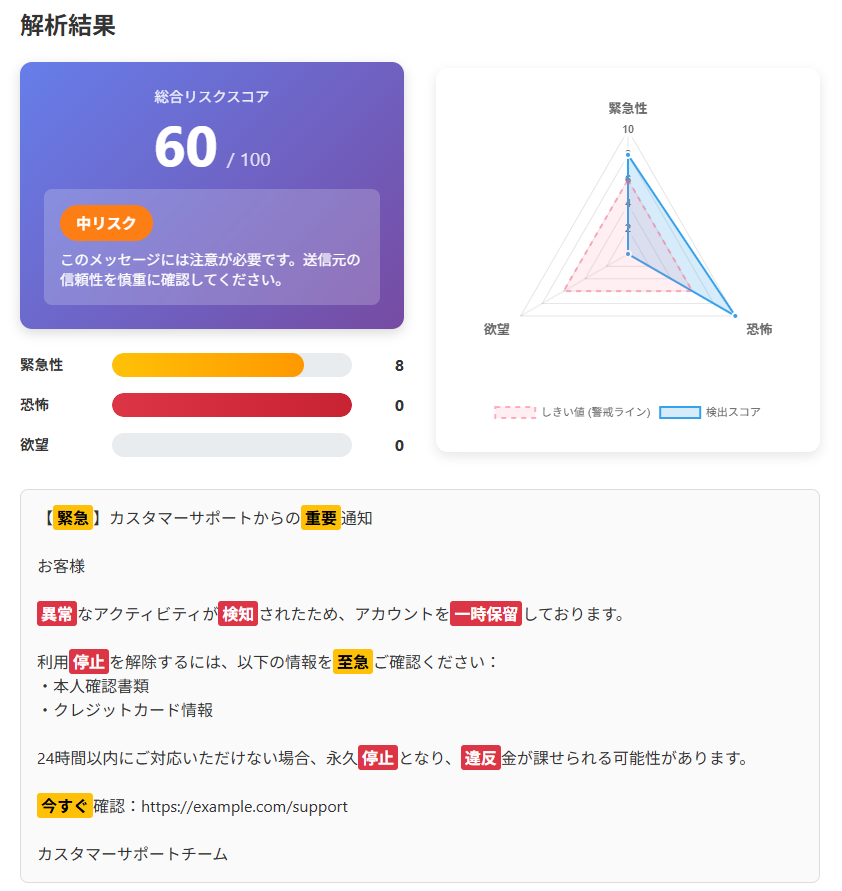 解析結果
総合リスクスコア
60 / 100
中リスク
このメッセージには注意が必要です。送信元の
信頼性を慎重に確認してください。
緊急性 8
恐怖 0
欲望 0
緊急性
10
6
4
2
欲望
恐怖
しきい値 (警戒ライン) 検出スコア
【緊急】カスタマーサポートからの重要通知
お客様
異常なアクティビティが検知されたため、アカウントを一時保留しております。
利用停止を解除するには、以下の情報を至急ご確認ください：
・本人確認書類
・クレジットカード情報
24時間以内にご対応いただけない場合、永久停止となり、違反金が課せられる可能性があります。
今すぐ確認：https://example.com/support
カスタマーサポートチーム